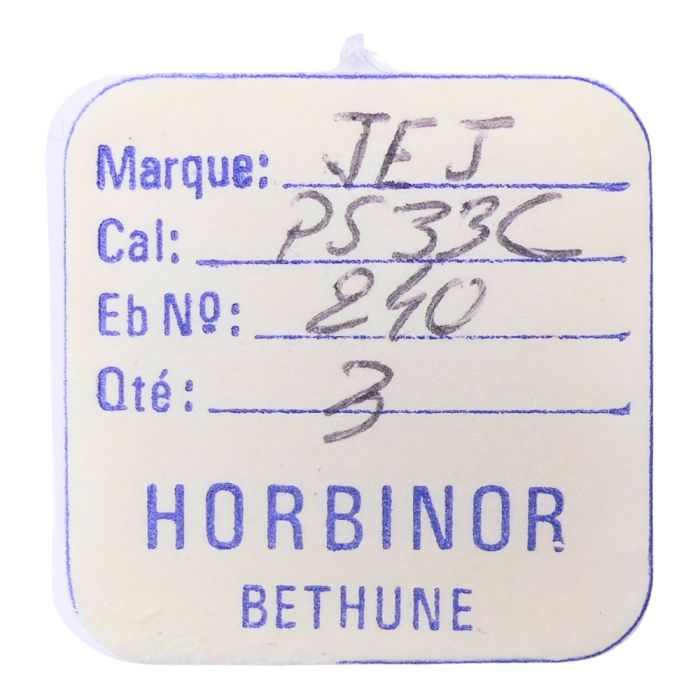 Marque: JEJ
Cal: PS33C
Eb Nº: 240
Qté: 3
HORBINOR
BETHUNE